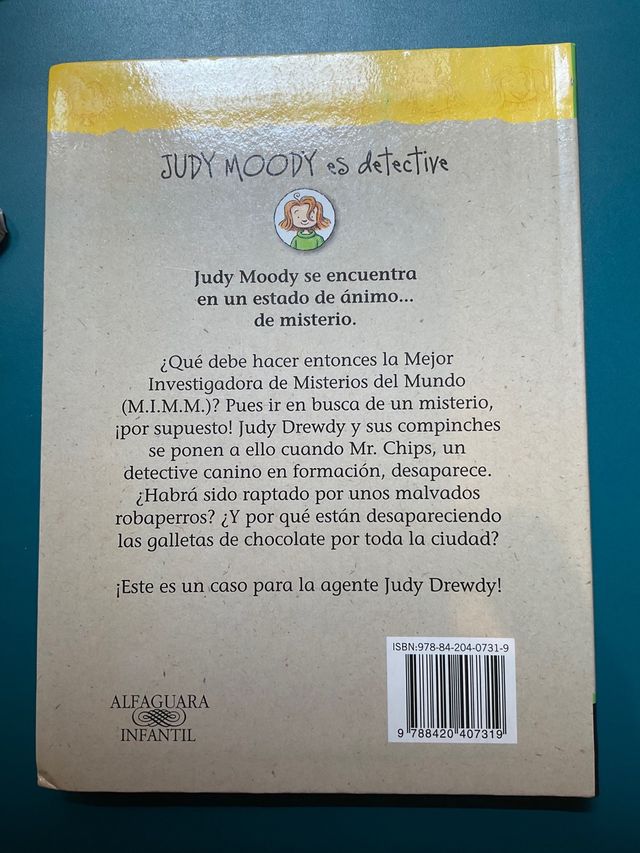 JUDY MOODY es detective
Judy Moody se encuentra
en un estado de ánimo...
de misterio.
¿Qué debe hacer entonces la Mejor
Investigadora de Misterios del Mundo
(M.I.M.M.)? Pues ir en busca de un misterio,
¡por supuesto! Judy Drewdy y sus compinches
se ponen a ello cuando Mr. Chips, un
detective canino en formación, desaparece.
¿Habrá sido raptado por unos malvados
robaperros? ¿Y por qué están desapareciendo
las galletas de chocolate por toda la ciudad?
¡Este es un caso para la agente Judy Drewdy!
ISBN:978-84-204-0731-9
9 788420 407319
ALFAGUARA
INFANTIL